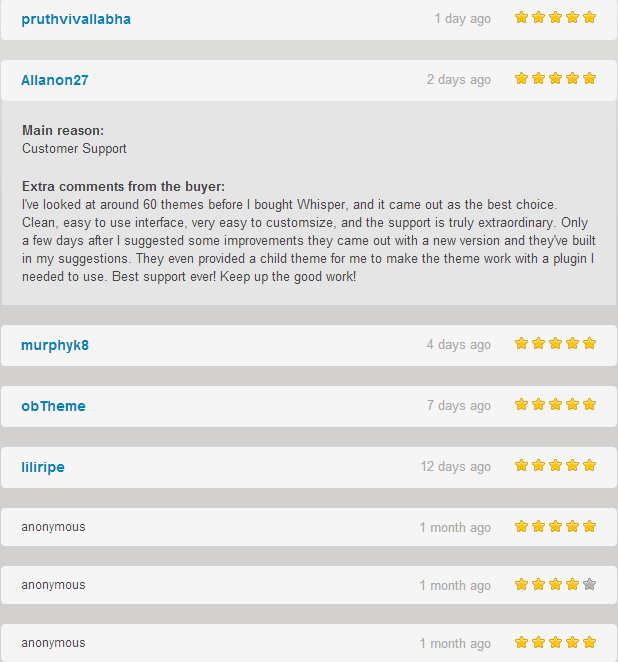 pruthvivallabha 1 day ago
Allanon27 2 days ago
Main reason:
Customer Support
Extra comments from the buyer:
I've looked at around 60 themes before I bought Whisper, and it came out as the best choice.
Clean, easy to use interface, very easy to customsize, and the support is truly extraordinary. Only
a few days after I suggested some improvements they came out with a new version and they've built
in my suggestions. They even provided a child theme for me to make the theme work with a plugin I
needed to use. Best support ever! Keep up the good work!
murphyk8 4 days ago
obTheme 7 days ago
liliripe 12 days ago
anonymous 1 month ago
anonymous 1 month ago
anonymous 1 month ago